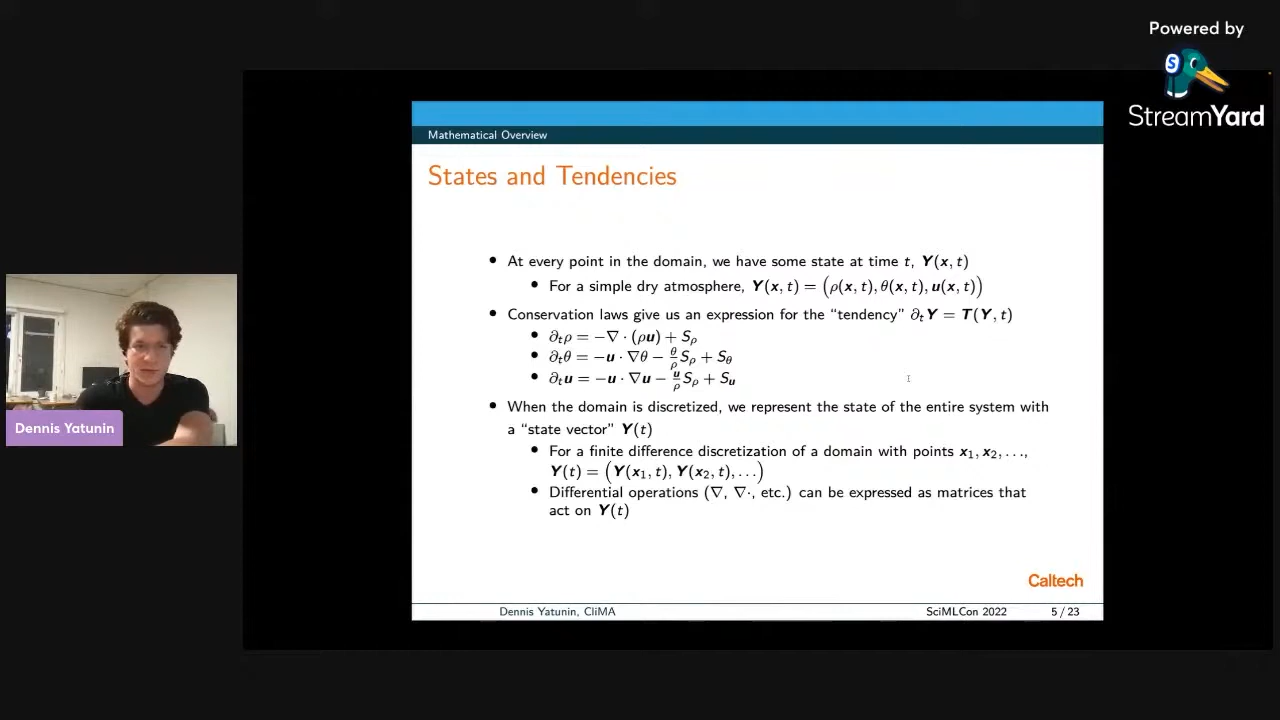 Powered by
StreamYard
Mathematical Overview
States and Tendencies
• At every point in the domain, we have some state at time t, Y(x, t)
• For a simple dry atmosphere, Y(x, t) = (ρ(x, t), θ(x, t), u(x, t))
• Conservation laws give us an expression for the “tendency” ∂ₜY = T(Y, t)
• ∂ₜρ = −∇ · (ρu) + Sρ
• ∂ₜθ = −u · ∇θ − θ/ρ Sρ + Sθ
• ∂ₜu = −u · ∇u − u/ρ Sρ + Su
• When the domain is discretized, we represent the state of the entire system with
a “state vector” Y(t)
• For a finite difference discretization of a domain with points x₁, x₂, . . .,
Y(t) = (Y(x₁, t), Y(x₂, t), . . .)
• Differential operations (∇, ∇·, etc.) can be expressed as matrices that
act on Y(t)
Dennis Yatunin
Caltech
Dennis Yatunin, CliMA SciMLCon 2022 5 / 23